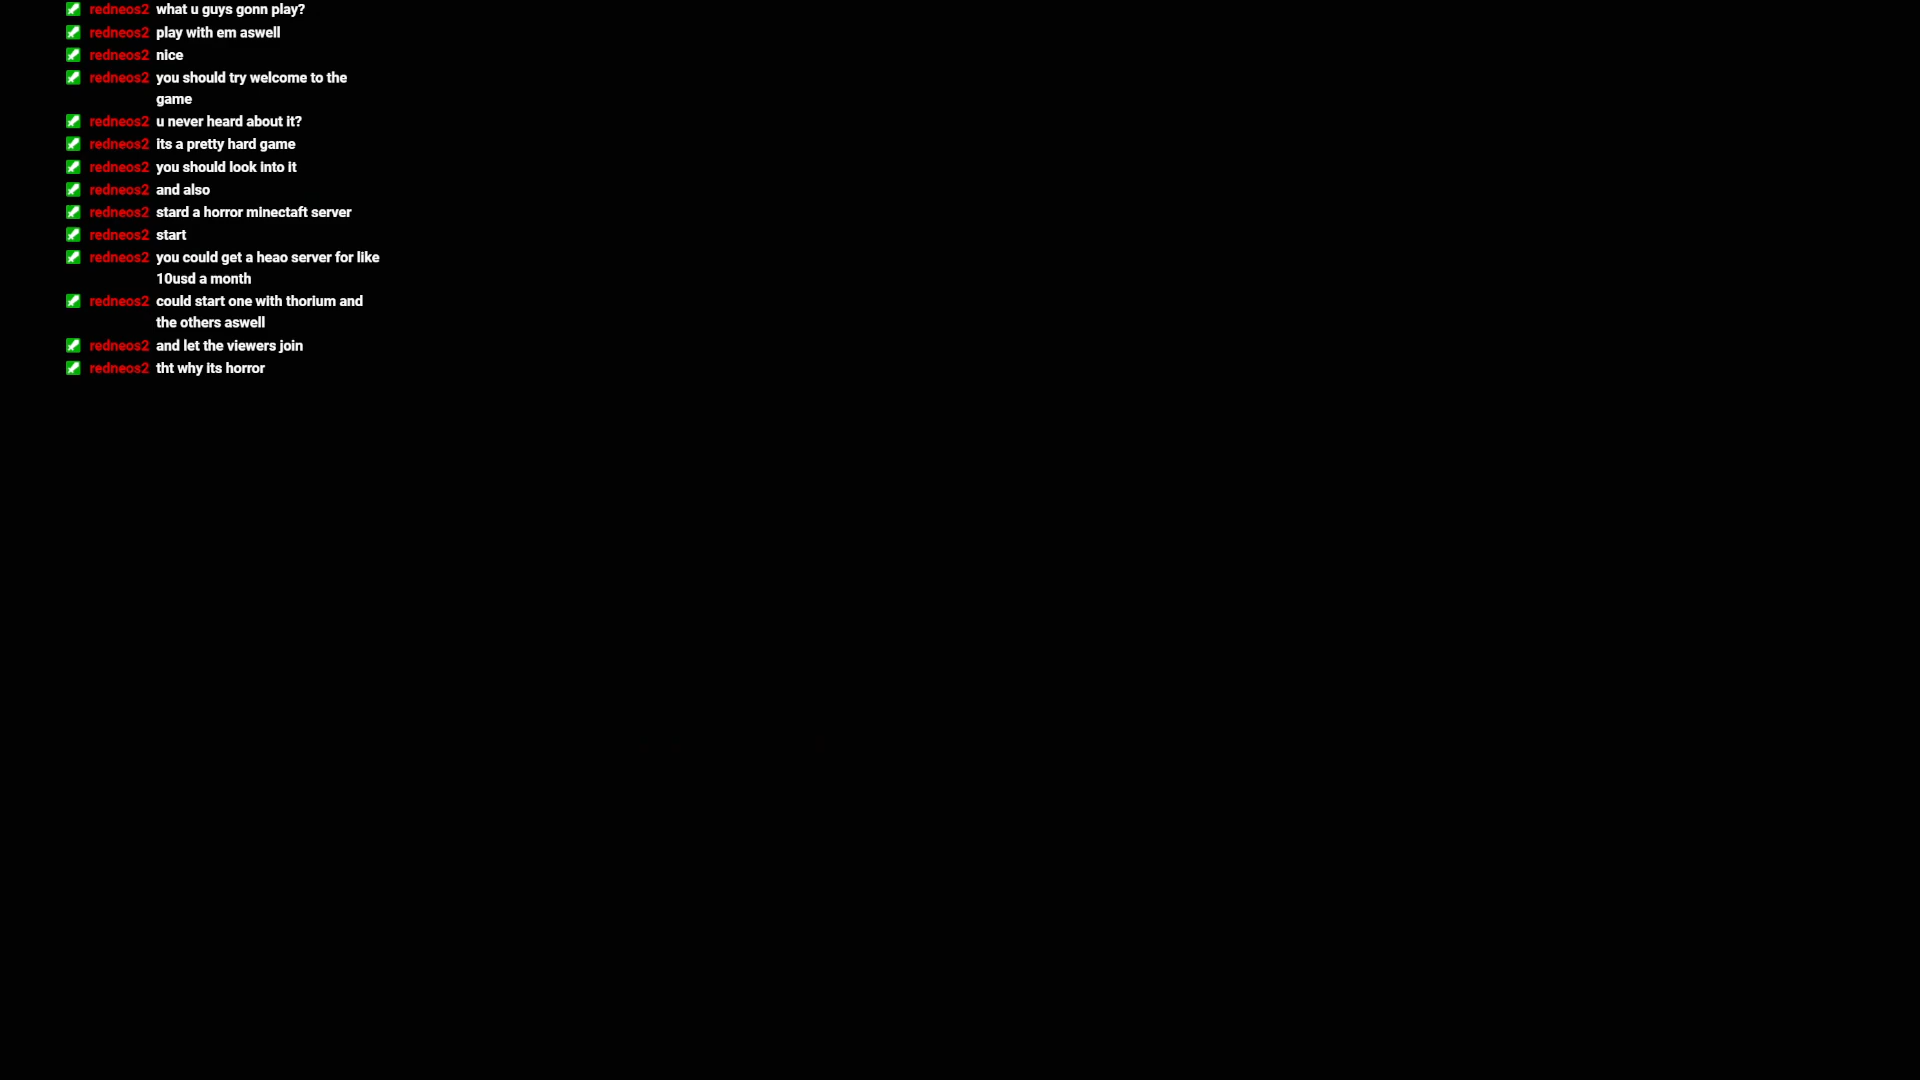 redneos2 what u guys gonn play?
redneos2 play with em aswell
redneos2 nice
redneos2 you should try welcome to the
game
redneos2 u never heard about it?
redneos2 its a pretty hard game
redneos2 you should look into it
redneos2 and also
redneos2 stard a horror minectaft server
redneos2 start
redneos2 you could get a heao server for like
10usd a month
redneos2 could start one with thorium and
the others aswell
redneos2 and let the viewers join
redneos2 tht why its horror